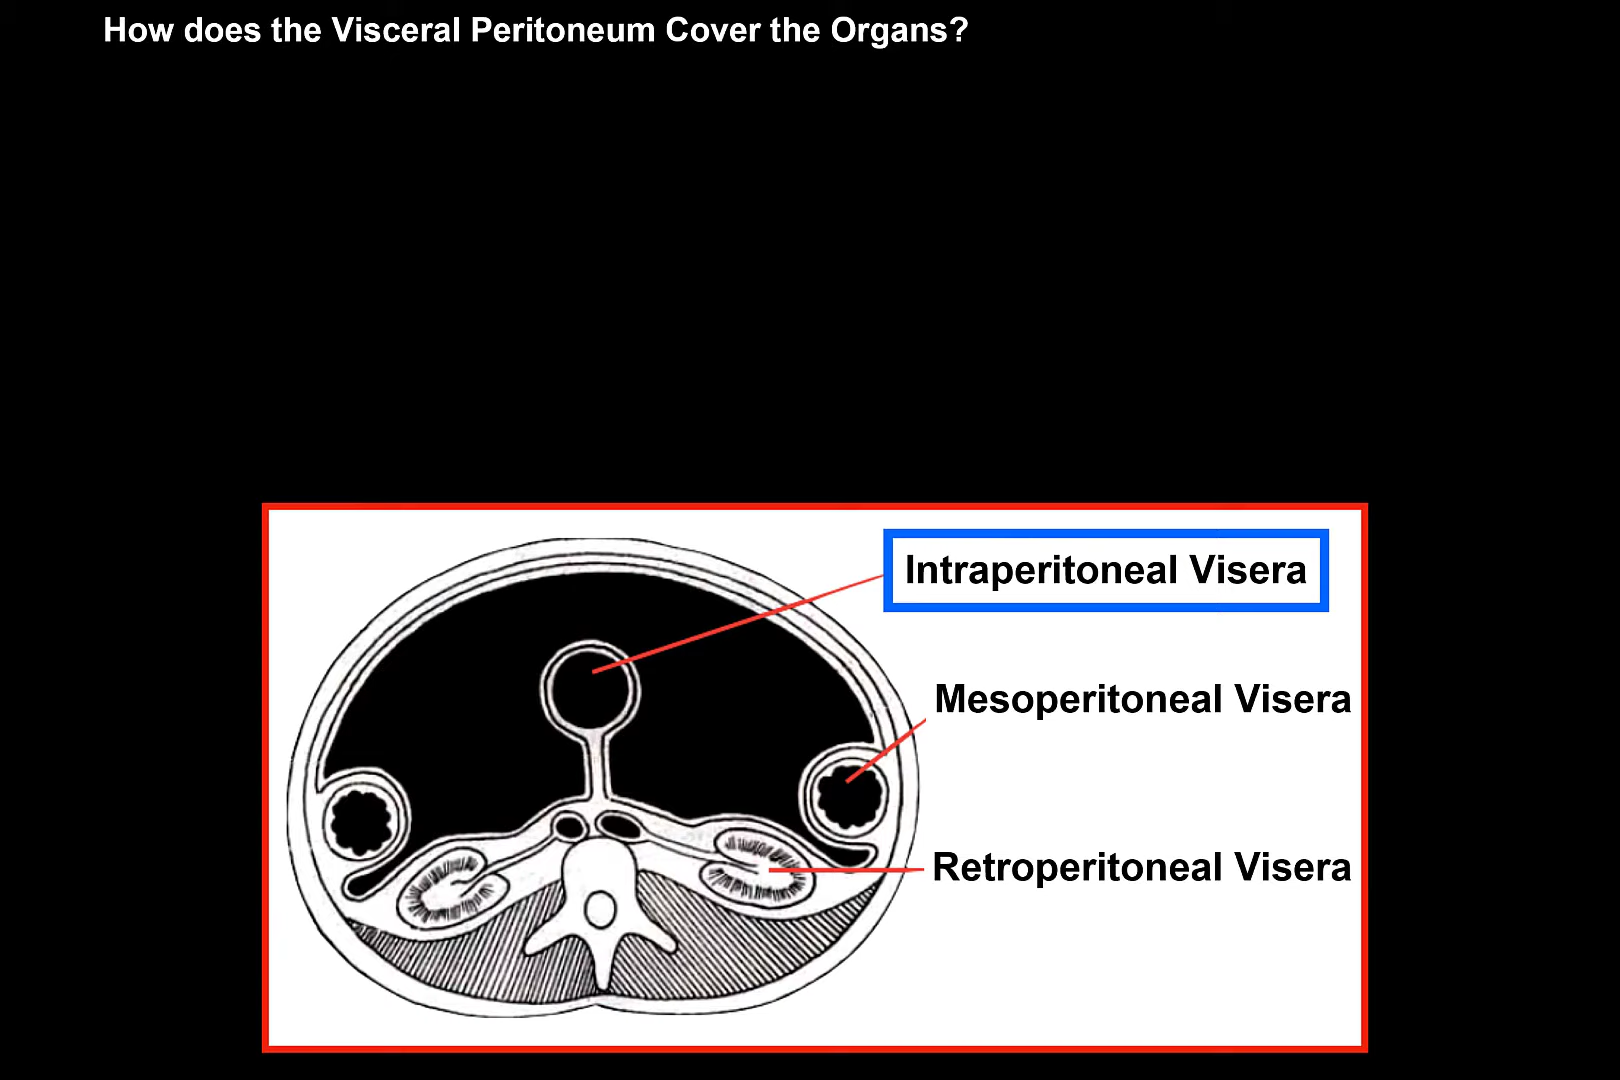 How does the Visceral Peritoneum Cover the Organs?
Intraperitoneal Visera
Mesoperitoneal Visera
Retroperitoneal Visera